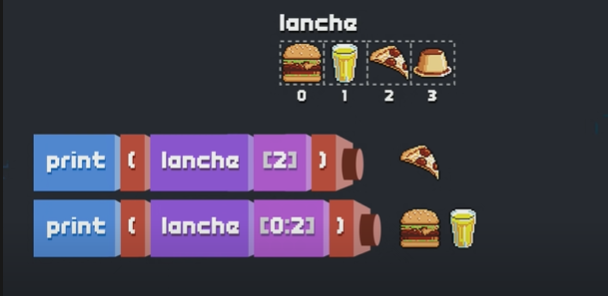 lanche
0 1 2 3
print ( lanche [2] )
print ( lanche [0:2] )